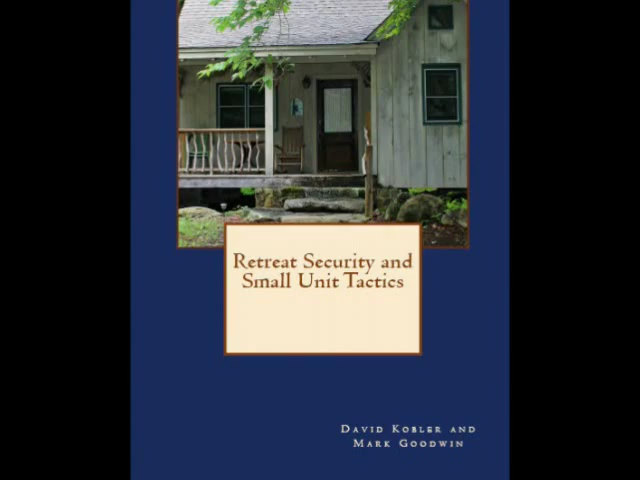 Retreat Security and
Small Unit Tactics
David Kobler and
Mark Goodwin